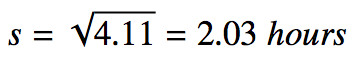 s = √4.11 = 2.03 hours